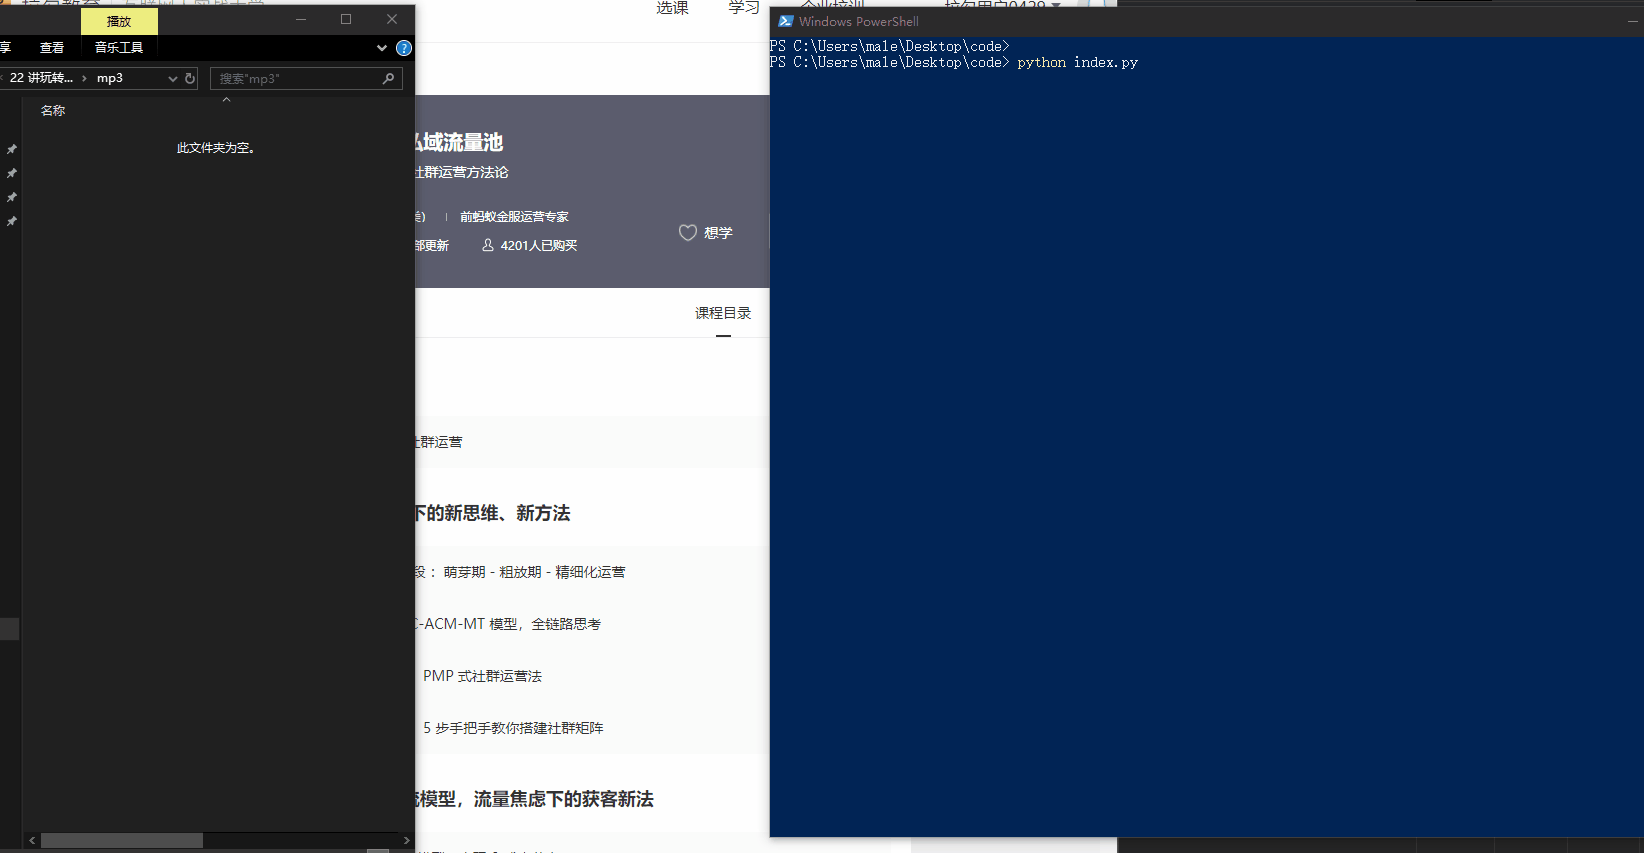 播放
查看
音乐工具
22 讲玩转...
mp3
搜索"mp3"
名称
此文件夹为空。
选课
学习
私域流量池
社群运营方法论
前蚂蚁金服运营专家
部更新
4201人已购买
想学
课程目录
社群运营
下的新思维、新方法
段 ：萌芽期 - 粗放期 - 精细化运营
C-ACM-MT 模型，全链路思考
PMP 式社群运营法
5 步手把手教你搭建社群矩阵
模型，流量焦虑下的获客新法
Windows PowerShell
PS C:\Users\male\Desktop\code>
PS C:\Users\male\Desktop\code> python index.py